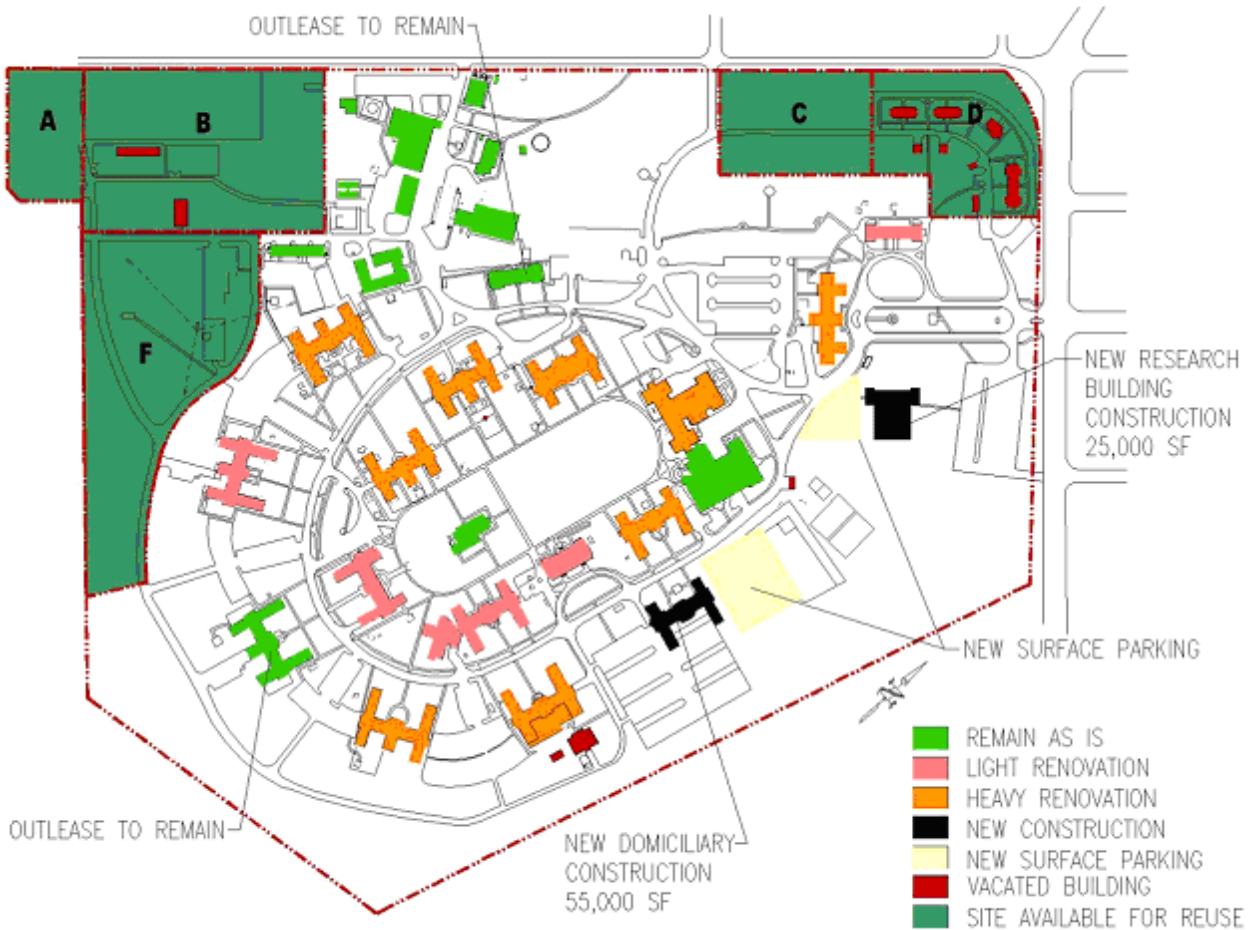 OUTLEASE TO REMAIN
A
B
C
D
F
NEW RESEARCH
BUILDING
CONSTRUCTION
25,000 SF
NEW SURFACE PARKING
OUTLEASE TO REMAIN
NEW DOMICILIARY
CONSTRUCTION
55,000 SF
REMAIN AS IS
LIGHT RENOVATION
HEAVY RENOVATION
NEW CONSTRUCTION
NEW SURFACE PARKING
VACATED BUILDING
SITE AVAILABLE FOR REUSE